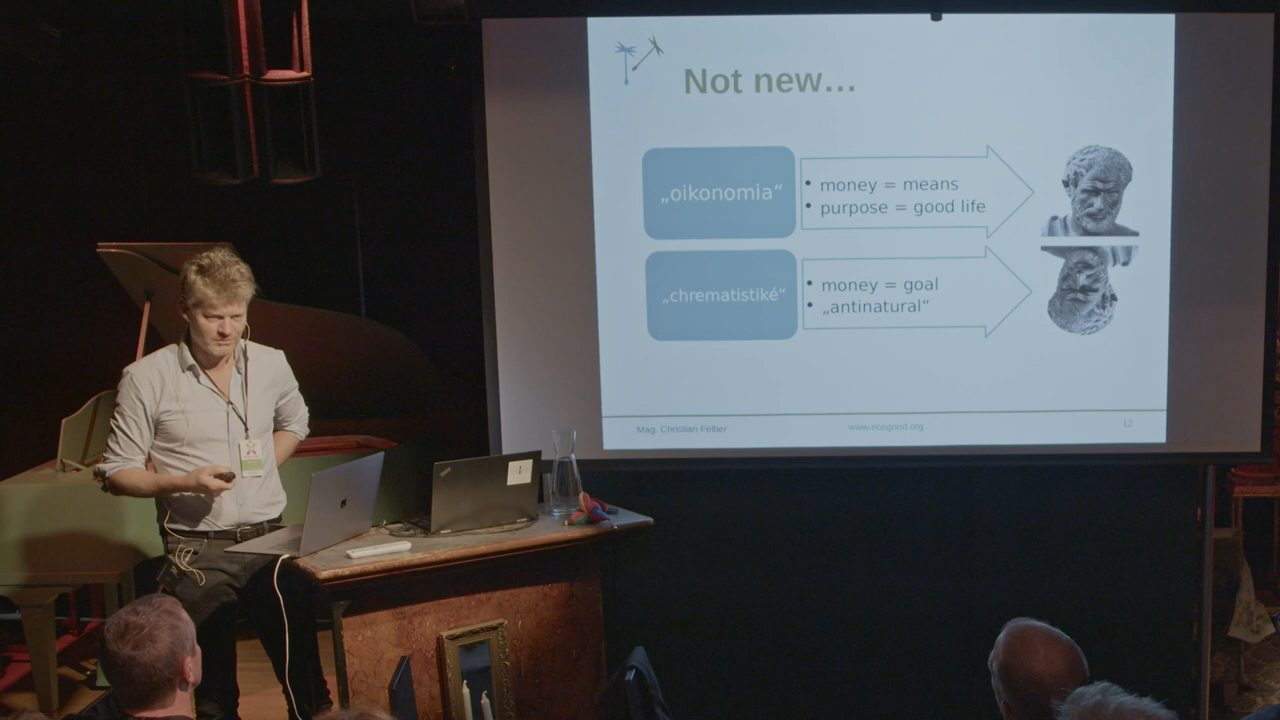 Not new…
„oikonomia“
• money = means
• purpose = good life
„chrematistiké“
• money = goal
• „antinatural“
Mag. Christian Felber
www.ecogood.org
12